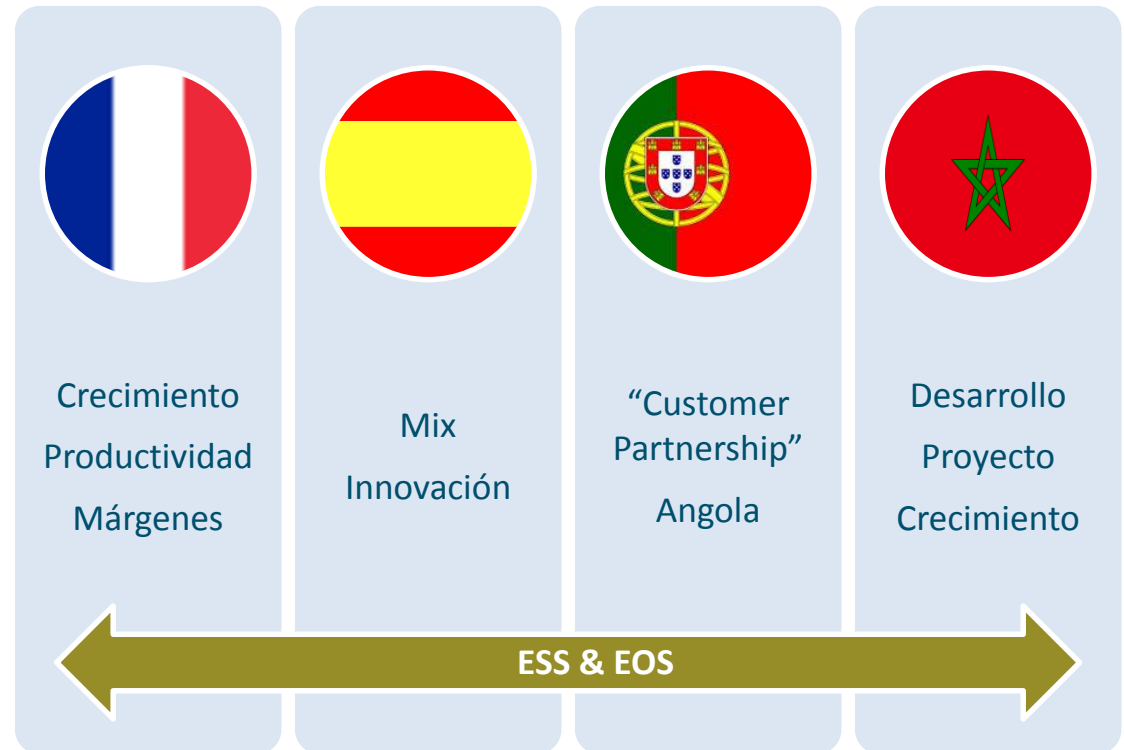 Crecimiento
Productividad
Márgenes
Mix
Innovación
“Customer
Partnership”
Angola
Desarrollo
Proyecto
Crecimiento
ESS & EOS